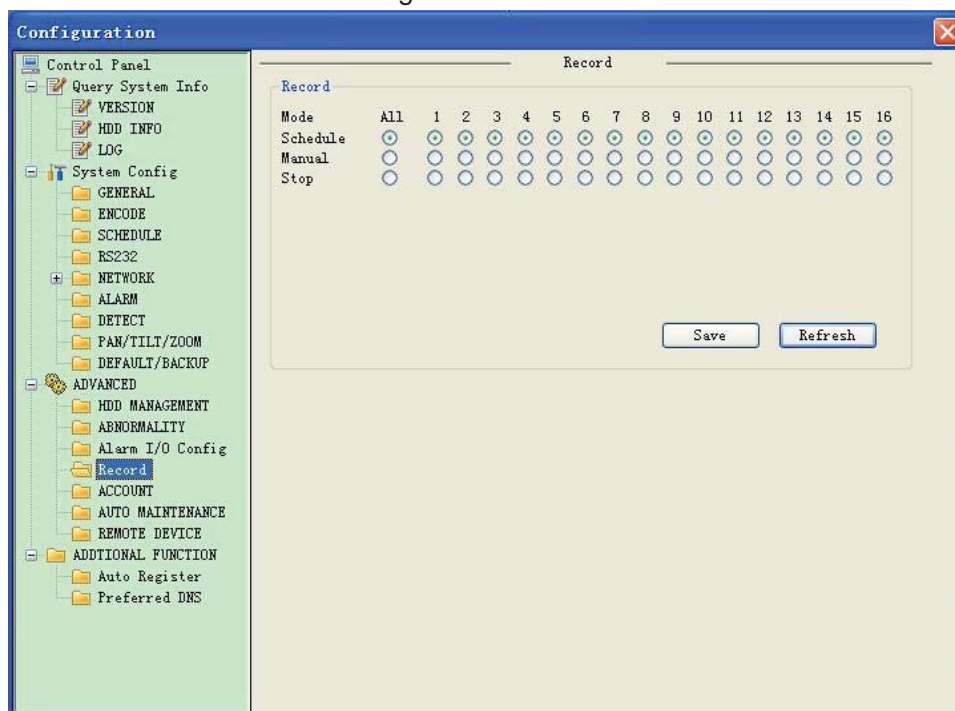 Configuration
Control Panel
Query System Info
VERSION
HDD INFO
LOG
System Config
GENERAL
ENCODE
SCHEDULE
RS232
NETWORK
ALARM
DETECT
PAN/TILT/ZOOM
DEFAULT/BACKUP
ADVANCED
HDD MANAGEMENT
ABNORMALITY
Alarm I/O Config
Record
ACCOUNT
AUTO MAINTENANCE
REMOTE DEVICE
ADDTIONAL FUNCTION
Auto Register
Preferred DNS
Record
Record
Mode All 1 2 3 4 5 6 7 8 9 10 11 12 13 14 15 16
Schedule
Manual
Stop
Save Refresh